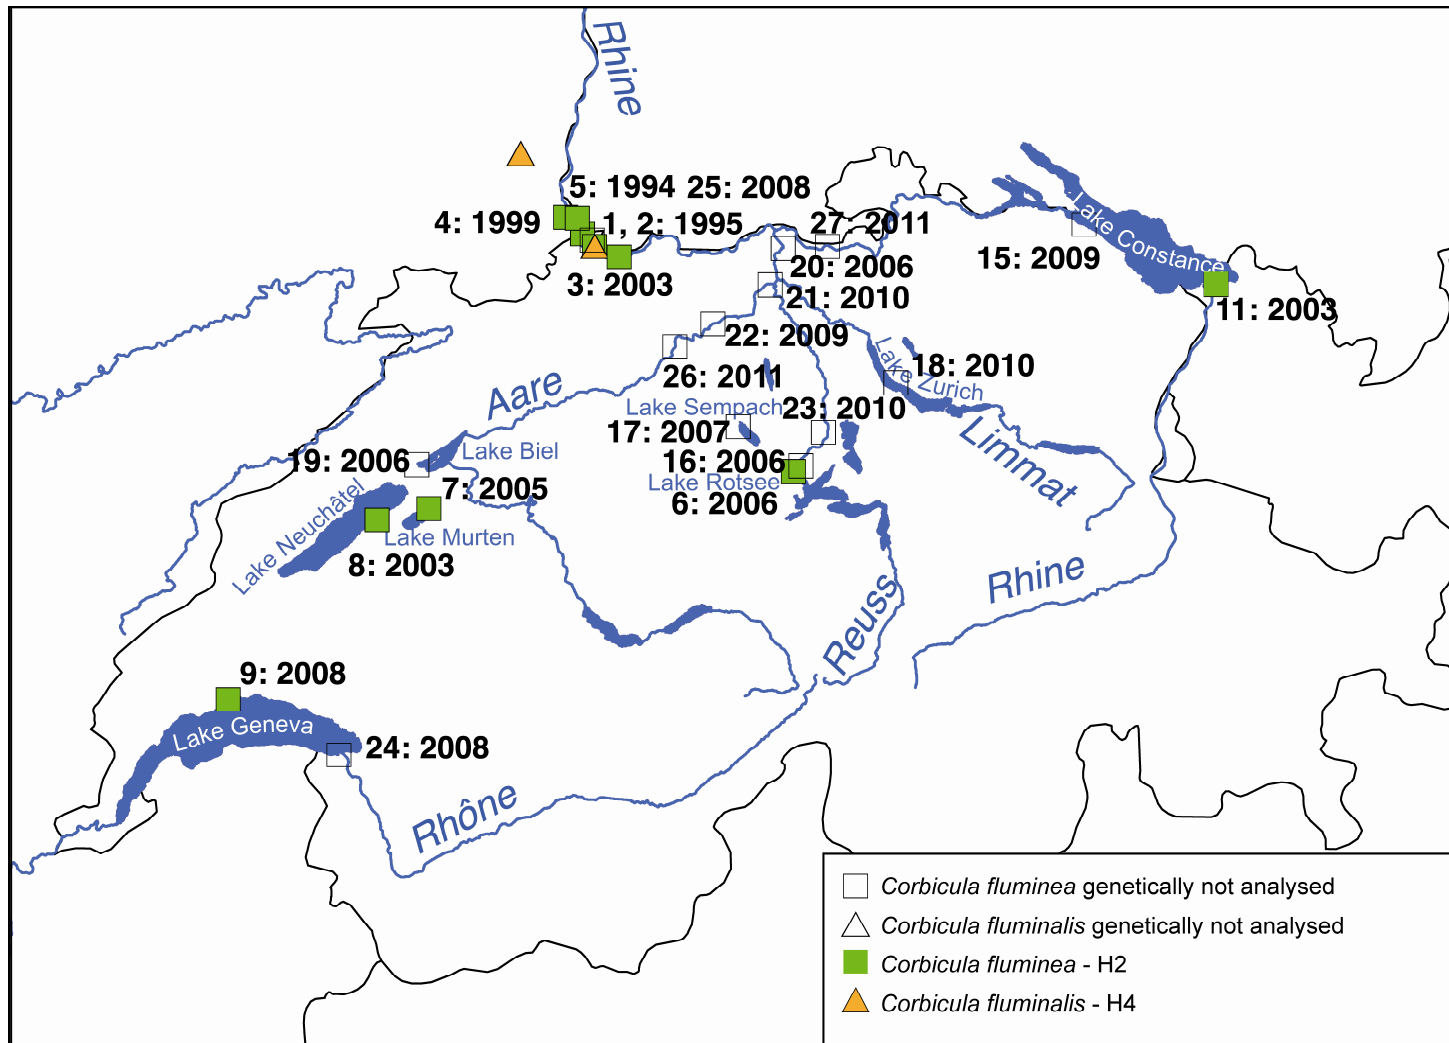 Rhine
5: 1994 25: 2008
4: 1999
1, 2: 1995
27: 2011
3: 2003
20: 2006
15: 2009
Lake Constance
21: 2010
11: 2003
22: 2009
26: 2011
Lake Zurich
18: 2010
Aare
Lake Sempach
23: 2010
17: 2007
Lake Biel
19: 2006
16: 2006
Limmat
Lake Rotsee
7: 2005
6: 2006
Lake Neuchâtel
Lake Murten
8: 2003
Rhine
Reuss
9: 2008
Lake Geneva
24: 2008
Rhône
Corbicula fluminea genetically not analysed
Corbicula fluminalis genetically not analysed
Corbicula fluminea - H2
Corbicula fluminalis - H4